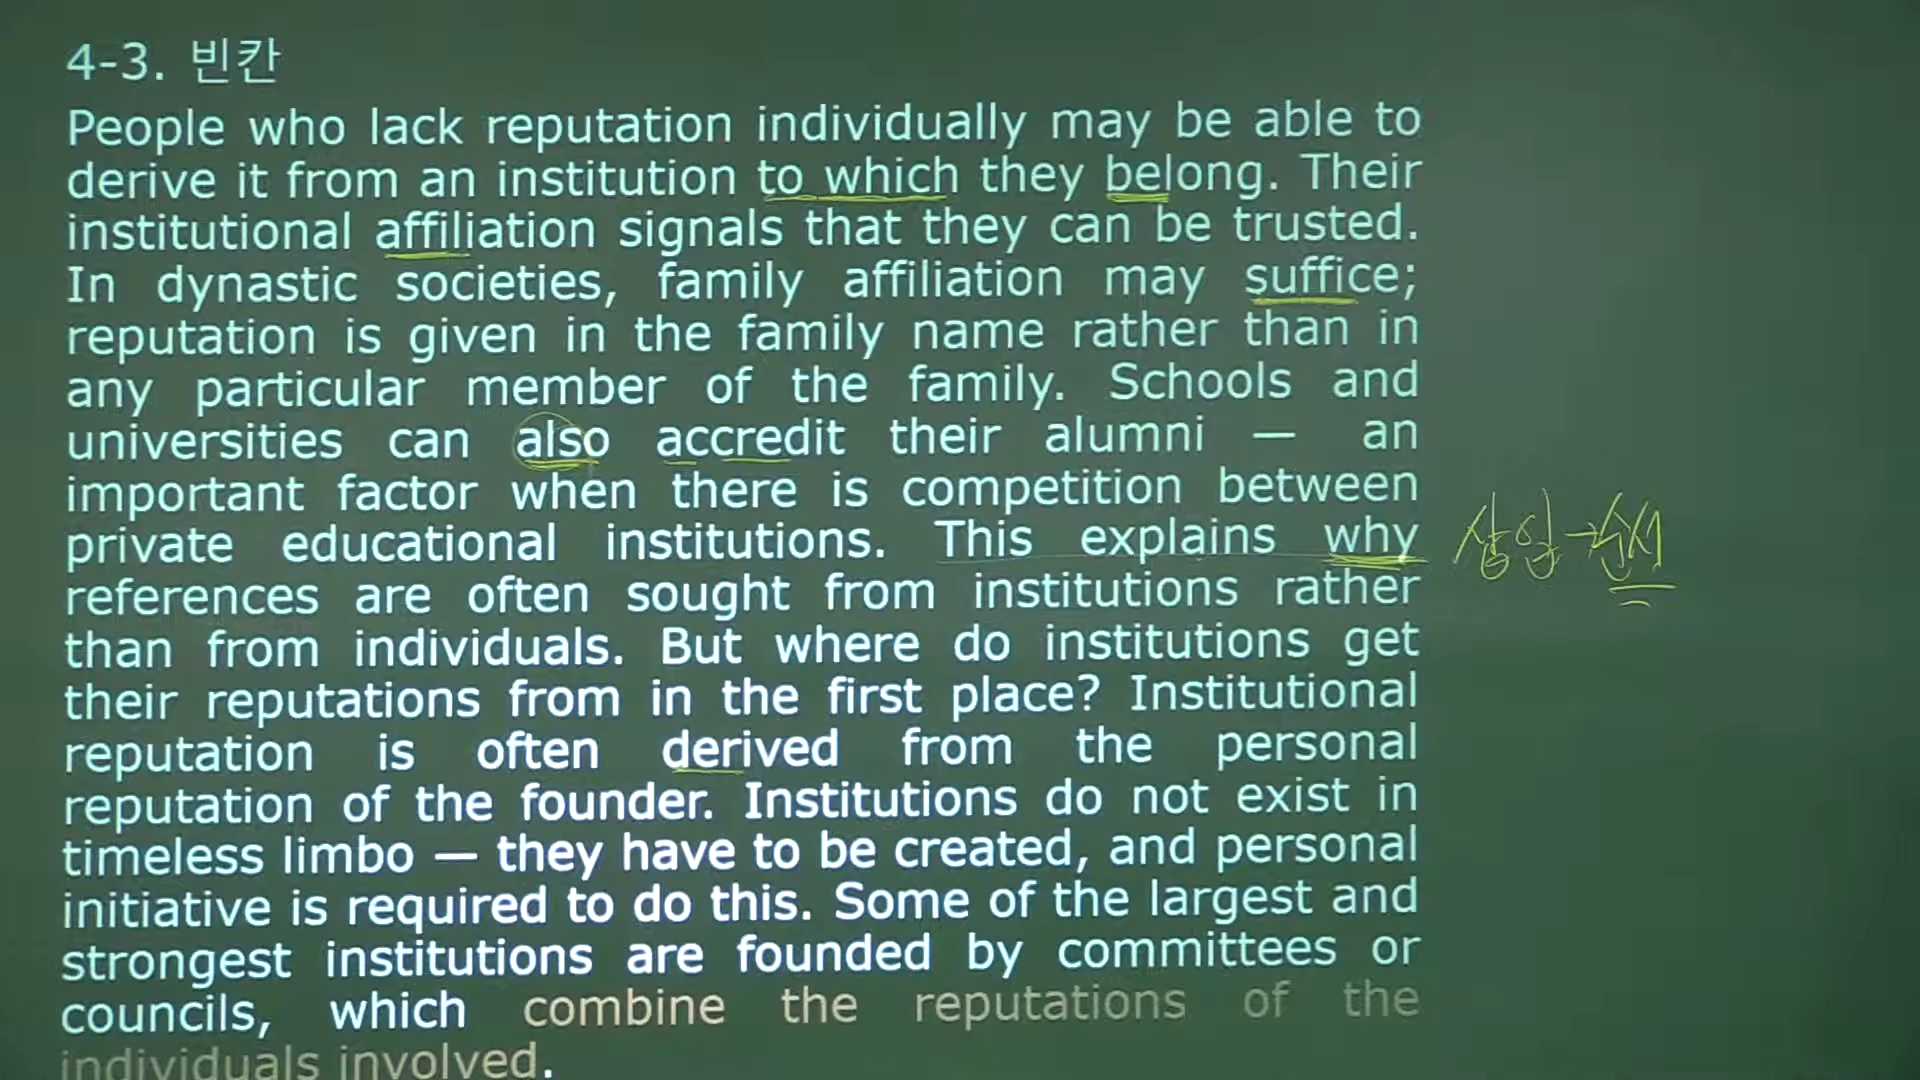 4-3. 빈칸
People who lack reputation individually may be able to
derive it from an institution to which they belong. Their
institutional affiliation signals that they can be trusted.
In dynastic societies, family affiliation may suffice;
reputation is given in the family name rather than in
any particular member of the family. Schools and
universities can also accredit their alumni — an
important factor when there is competition between
private educational institutions. This explains why
references are often sought from institutions rather
than from individuals. But where do institutions get
their reputations from in the first place? Institutional
reputation is often derived from the personal
reputation of the founder. Institutions do not exist in
timeless limbo — they have to be created, and personal
initiative is required to do this. Some of the largest and
strongest institutions are founded by committees or
councils, which combine the reputations of the
individuals involved.